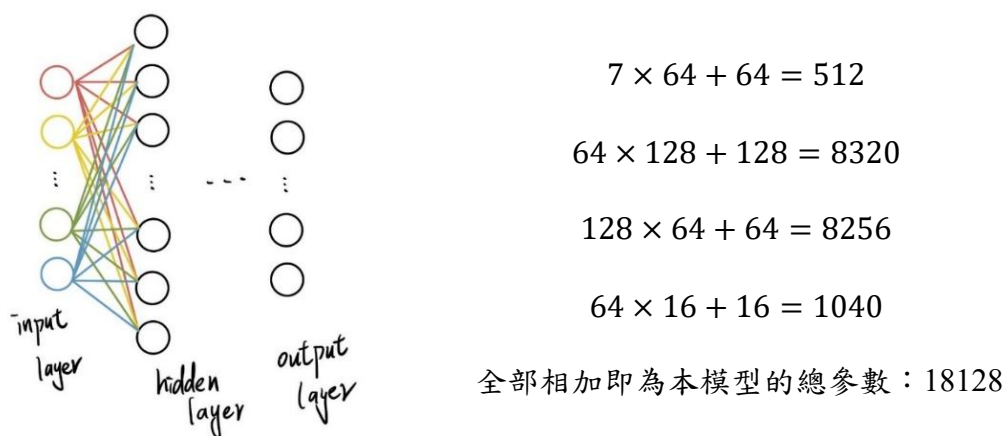 7 × 64 + 64 = 512
64 × 128 + 128 = 8320
128 × 64 + 64 = 8256
64 × 16 + 16 = 1040
全部相加即為本模型的總參數：18128
input
layer
hidden
layer
output
layer